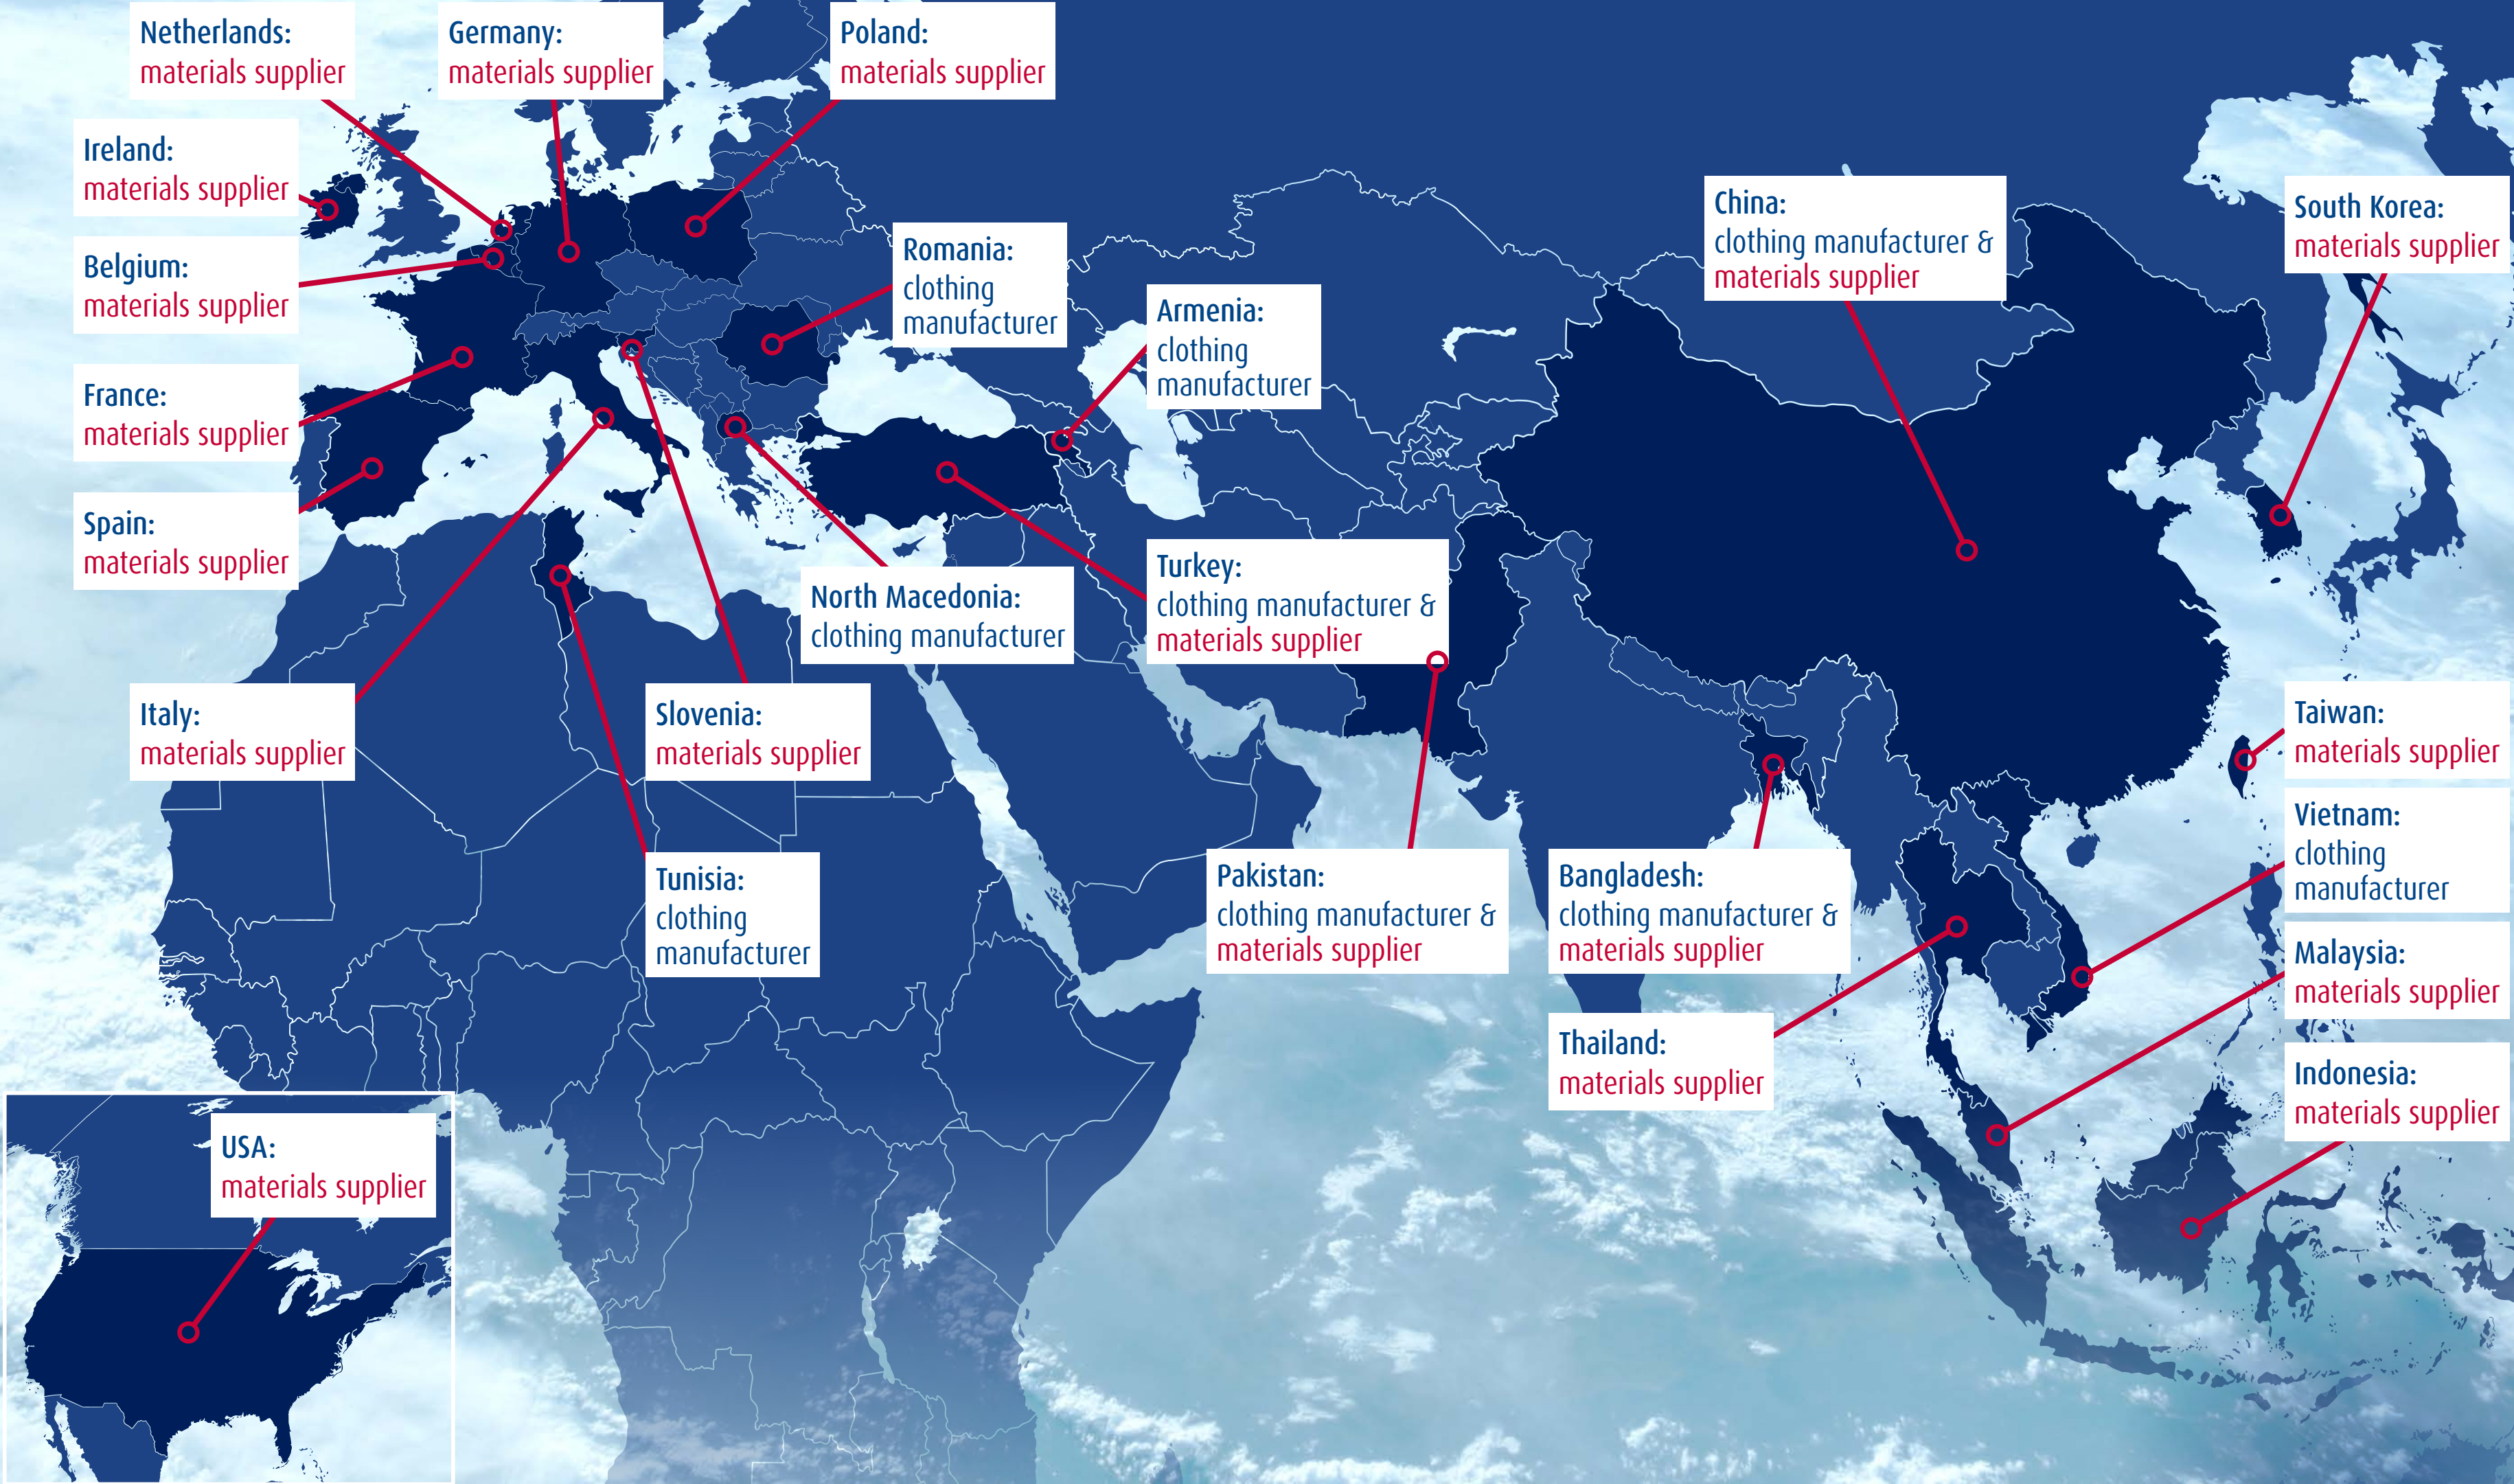 Netherlands:
materials supplier
Germany:
materials supplier
Poland:
materials supplier
Ireland:
materials supplier
Belgium:
materials supplier
France:
materials supplier
Spain:
materials supplier
Romania:
clothing
manufacturer
Armenia:
clothing
manufacturer
China:
clothing manufacturer &
materials supplier
South Korea:
materials supplier
North Macedonia:
clothing manufacturer
Turkey:
clothing manufacturer &
materials supplier
Italy:
materials supplier
Slovenia:
materials supplier
Tunisia:
clothing
manufacturer
Pakistan:
clothing manufacturer &
materials supplier
Bangladesh:
clothing manufacturer &
materials supplier
Thailand:
materials supplier
Taiwan:
materials supplier
Vietnam:
clothing
manufacturer
Malaysia:
materials supplier
Indonesia:
materials supplier
USA:
materials supplier